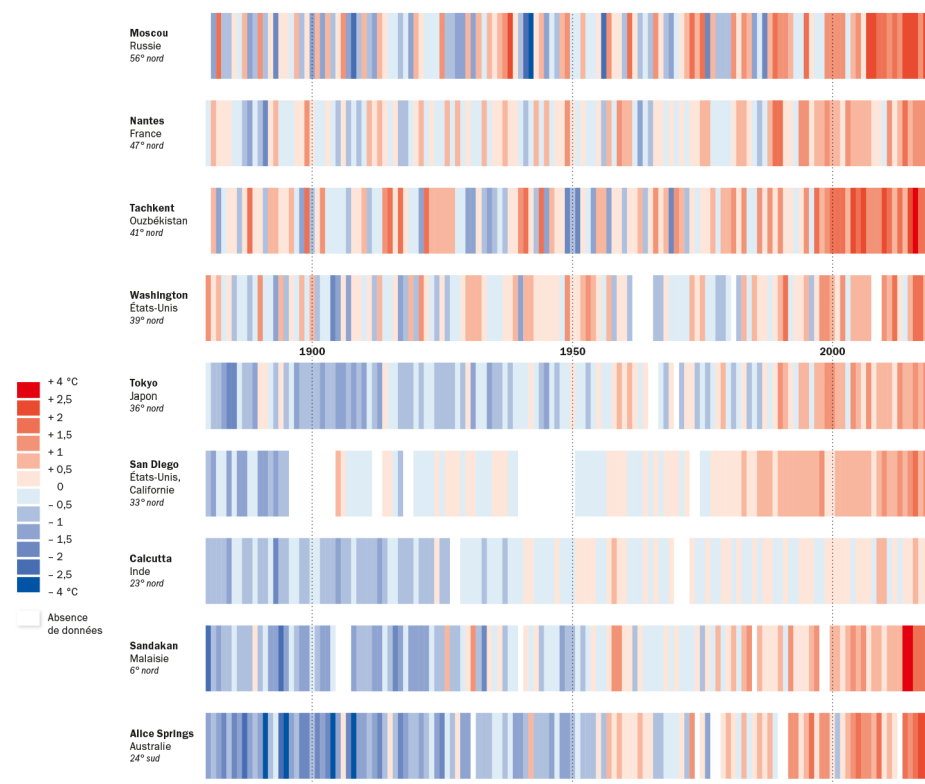 Moscou
Russie
56° nord
Nantes
France
47° nord
Tachkent
Ouzbékistan
41° nord
Washington
États-Unis
39° nord
1900 1950 2000
Tokyo
Japon
36° nord
San Diego
États-Unis,
Californie
33° nord
Calcutta
Inde
23° nord
Sandakan
Malaisie
6° nord
Alice Springs
Australie
24° sud
+ 4 °C
+ 2,5
+ 2
+ 1,5
+ 1
+ 0,5
0
– 0,5
– 1
– 1,5
– 2
– 2,5
– 4 °C
Absence
de données